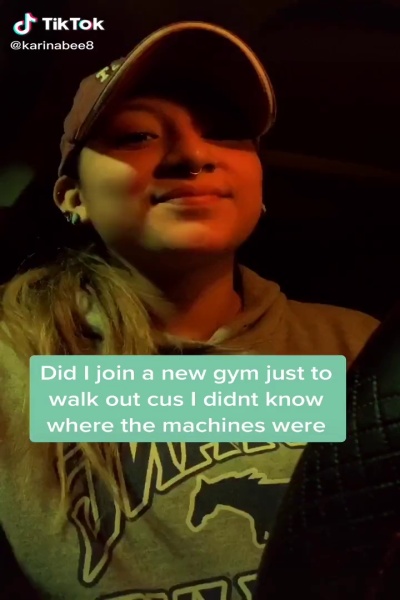 TikTok
@karinabee8
Did I join a new gym just to
walk out cus I didnt know
where the machines were